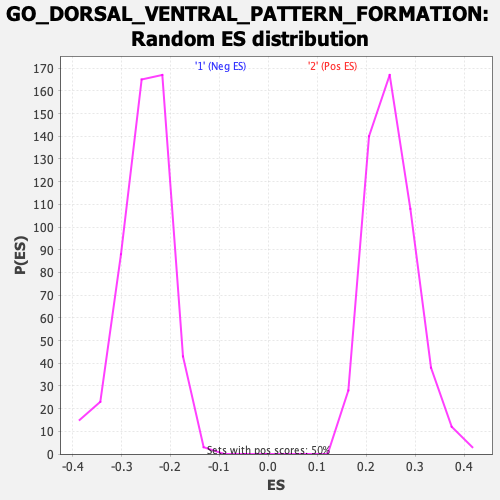 GO_DORSAL_VENTRAL_PATTERN_FORMATION:
Random ES distribution
'1' (Neg ES) '2' (Pos ES)
170
160
150
140
130
120
110
100
90
80
70
60
50
40
30
20
10
0
P(ES)
Sets with pos scores: 50%
-0.4 -0.3 -0.2 -0.1 0.0 0.1 0.2 0.3 0.4
ES